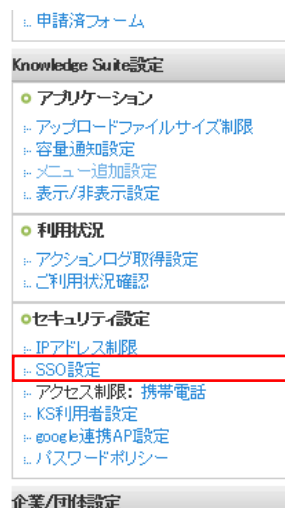 申請済フォーム
Knowledge Suite設定
アプリケーション
アップロードファイルサイズ制限
容量通知設定
メニュー追加設定
表示/非表示設定
利用状況
アクションログ取得設定
ご利用状況確認
セキュリティ設定
IPアドレス制限
SSO設定
アクセス制限: 携帯電話
KS利用者設定
google連携API設定
パスワードポリシー
企業/団体設定